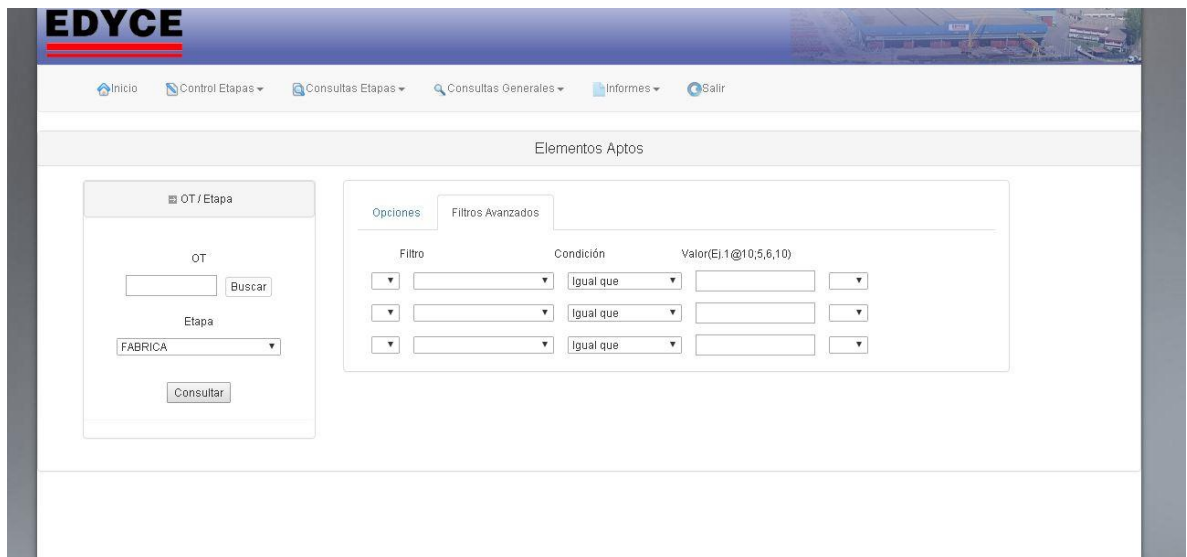 EDYCE
Inicio Control Etapas Consultas Etapas Consultas Generales Informes Salir
Elementos Aptos
OT / Etapa
OT
Buscar
Etapa
FABRICA
Consultar
Opciones Filtros Avanzados
Filtro Condición Valor(Ej.1@10;5,6,10)
Igual que
Igual que
Igual que